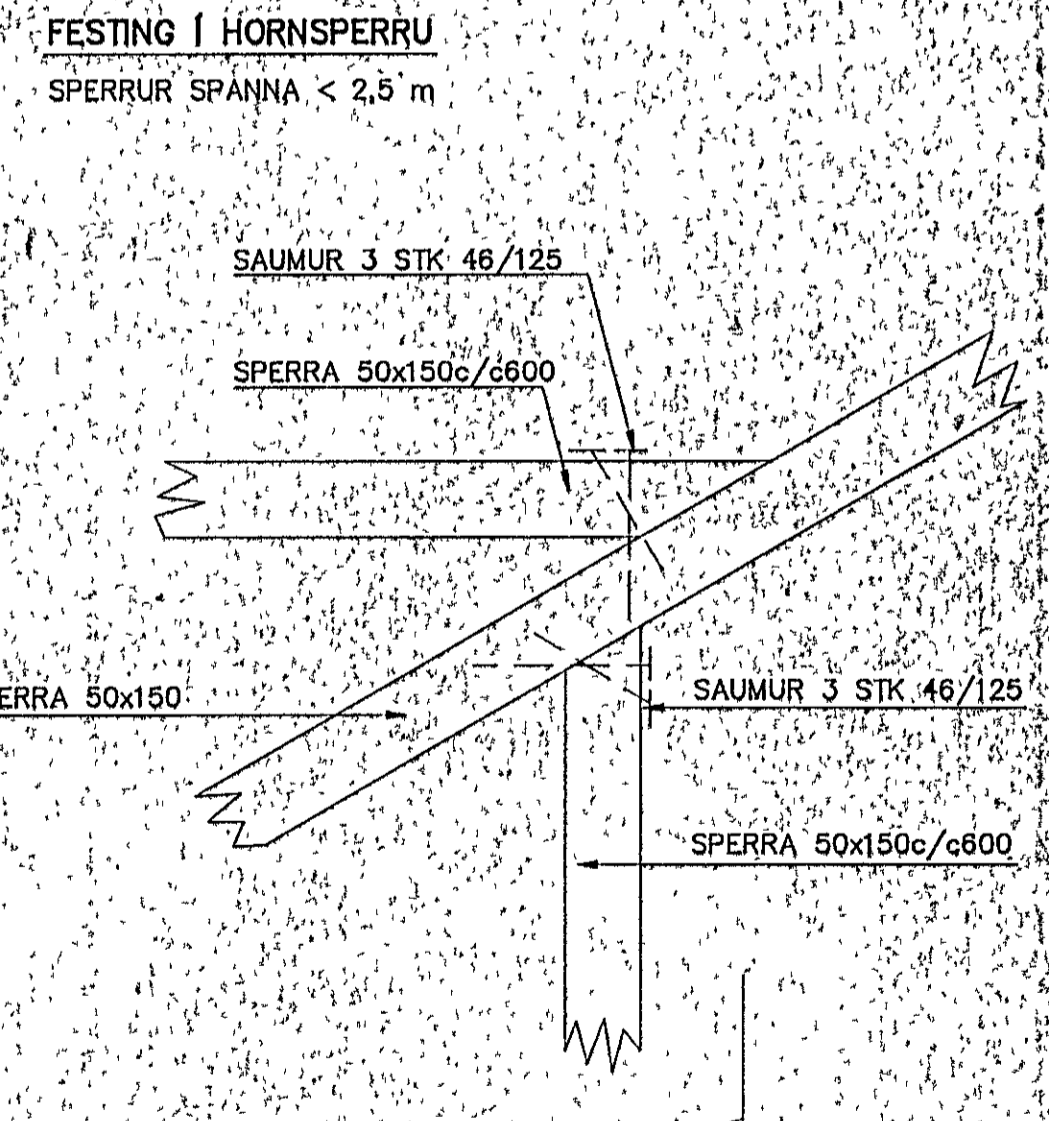 FESTING Í HORNSPERRU
SPERRUR SPANNA < 2,5 m
SAUMUR 3 STK 46/125
SPERRA 50x150c/c600
ERRA 50x150
SAUMUR 3 STK 46/125
SPERRA 50x150c/c600